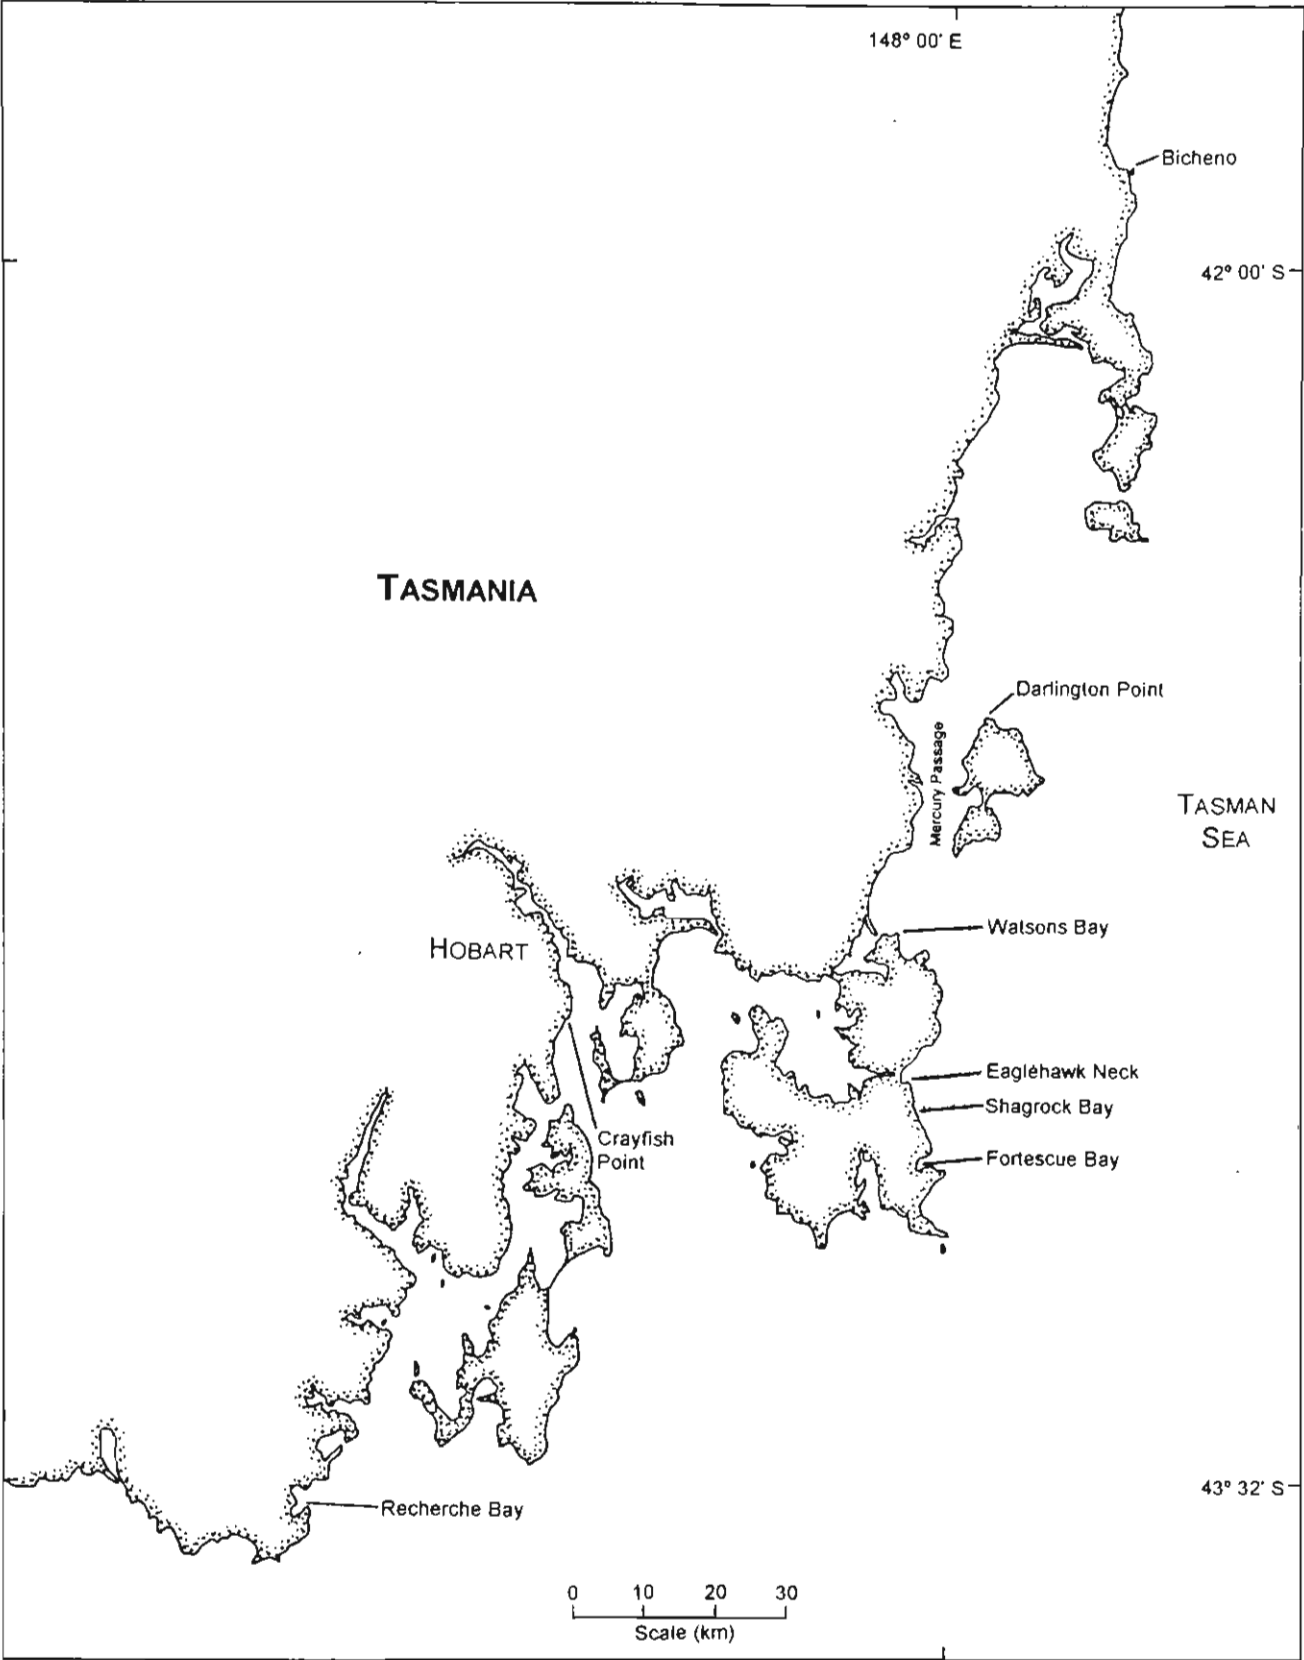 148° 00' E
Bicheno
42° 00' S
TASMANIA
Darlington Point
Mercury Passage
TASMAN
SEA
HOBART
Watsons Bay
Eaglehawk Neck
Shagrock Bay
Crayfish
Point
Fortescue Bay
43° 32' S
Recherche Bay
0 10 20 30
Scale (km)